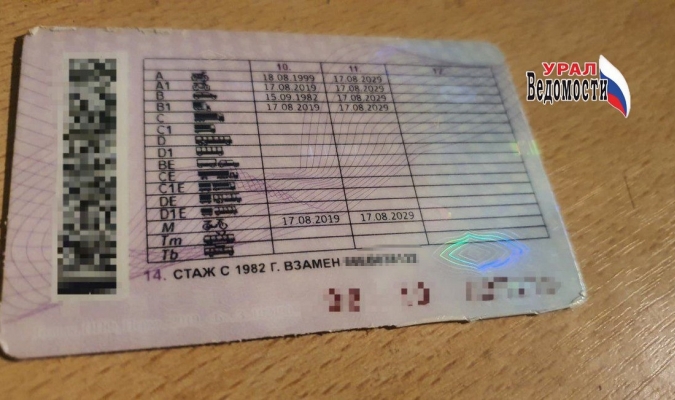 УРАЛ
Ведомости
10. 11. 12.
A 18.08.1999 17.08.2029
A1 17.08.2019 17.08.2029
B 15.09.1982 17.08.2029
B1 17.08.2019 17.08.2029
C
C1
D
D1
BE
CE
C1E
DE
D1E
M 17.08.2019 17.08.2029
Tm
Tb
14. СТАЖ С 1982 Г. ВЗАМЕН